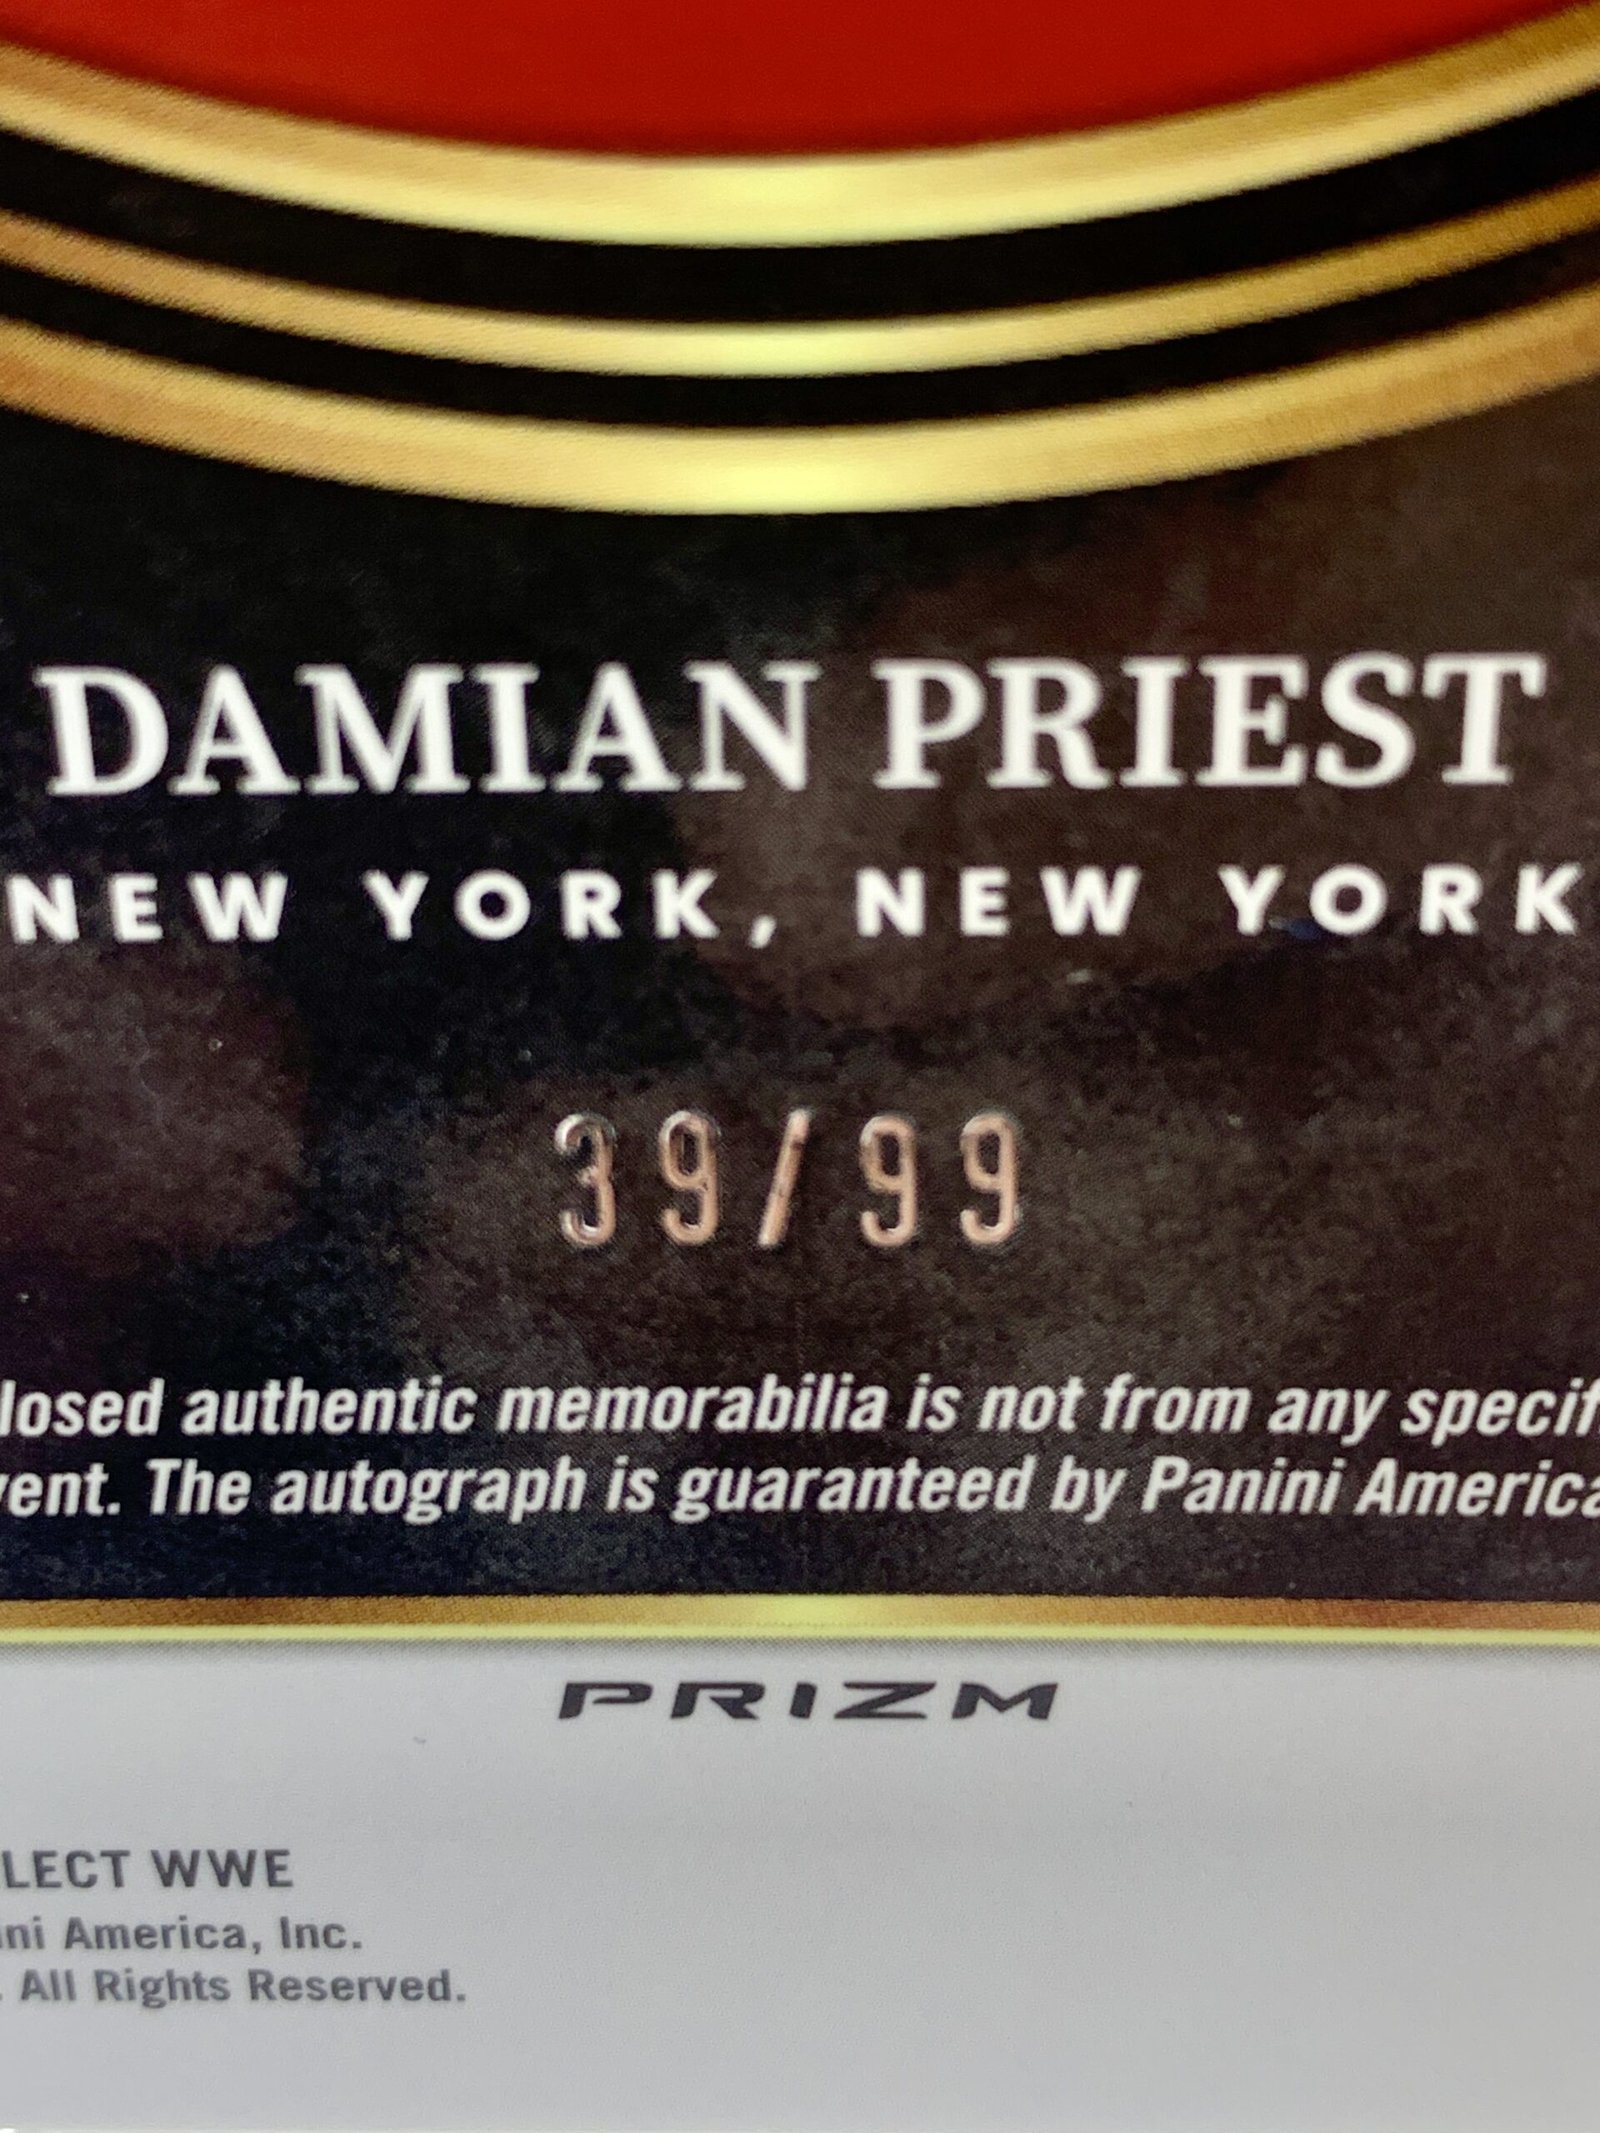 DAMIAN PRIEST
NEW YORK, NEW YORK
39/99
losed authentic memorabilia is not from any specif
vent. The autograph is guaranteed by Panini America
PRIZM
LECT WWE
ni America, Inc.
. All Rights Reserved.